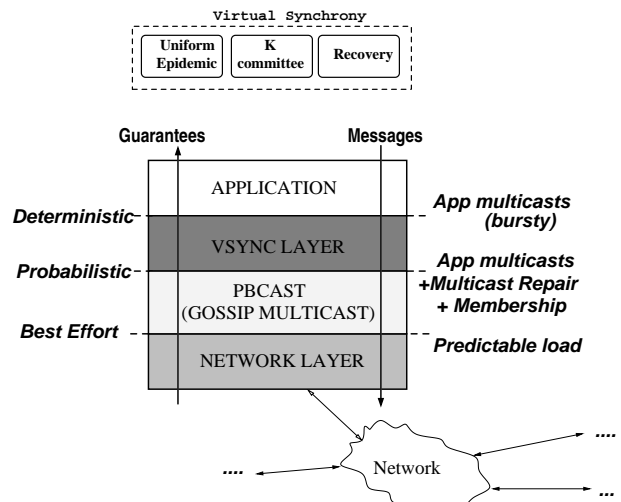 Virtual Synchrony
Uniform
Epidemic
K
committee
Recovery
Guarantees
Messages
APPLICATION
Deterministic
App multicasts
(bursty)
VSYNC LAYER
Probabilistic
App multicasts
+Multicast Repair
+ Membership
PBCAST
(GOSSIP MULTICAST)
Best Effort
Predictable load
NETWORK LAYER
....
....
Network
...